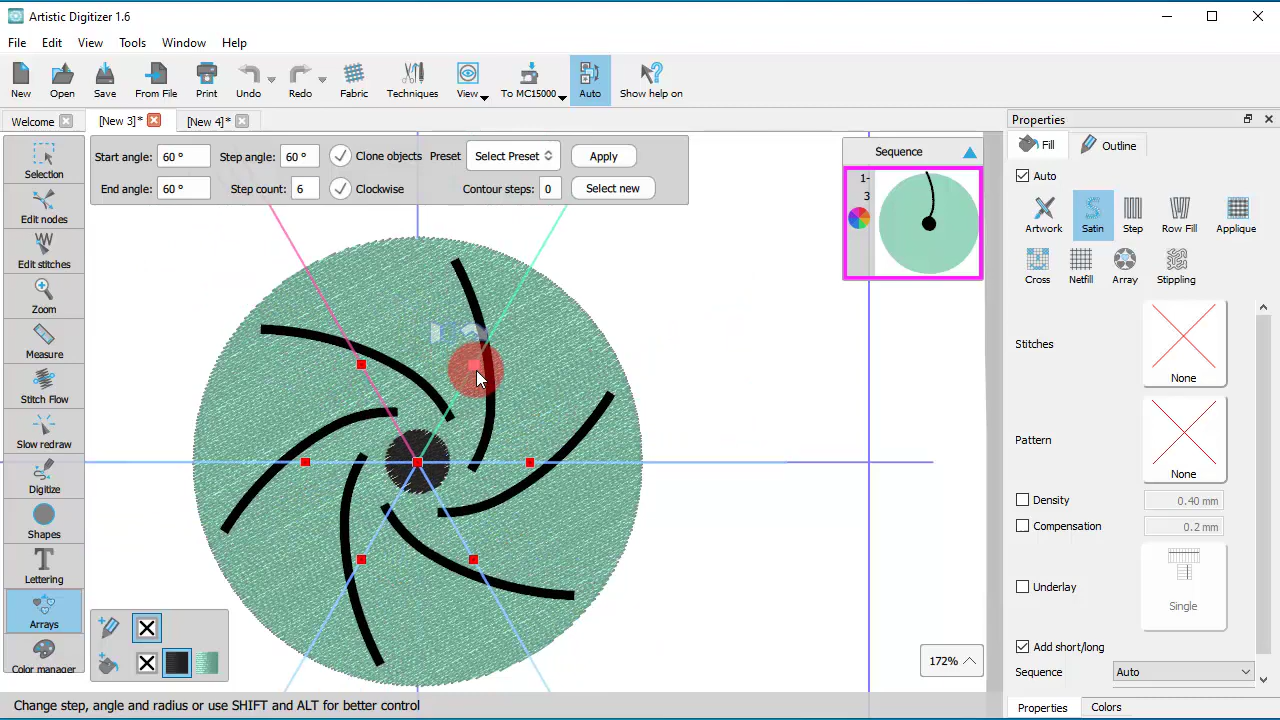 Artistic Digitizer 1.6
File Edit View Tools Window Help
New Open Save From File Print Undo Redo Fabric Techniques View To MC15000 Auto Show help on
Welcome [New 3]* [New 4]*
Properties
Selection
Edit nodes
Edit stitches
Zoom
Measure
Stitch Flow
Slow redraw
Digitize
Shapes
Lettering
Arrays
Color manager
Start angle: 60 º Step angle: 60 º Clone objects Preset Select Preset Apply
End angle: 60 º Step count: 6 Clockwise Contour steps: 0 Select new
Sequence
1-
3
172%
Fill Outline
Auto
Artwork Satin Step Row Fill Applique
Cross Netfill Array Stippling
Stitches
None
Pattern
None
Density 0.40 mm
Compensation 0.2 mm
Underlay
Single
Add short/long
Sequence Auto
Change step, angle and radius or use SHIFT and ALT for better control
Properties Colors